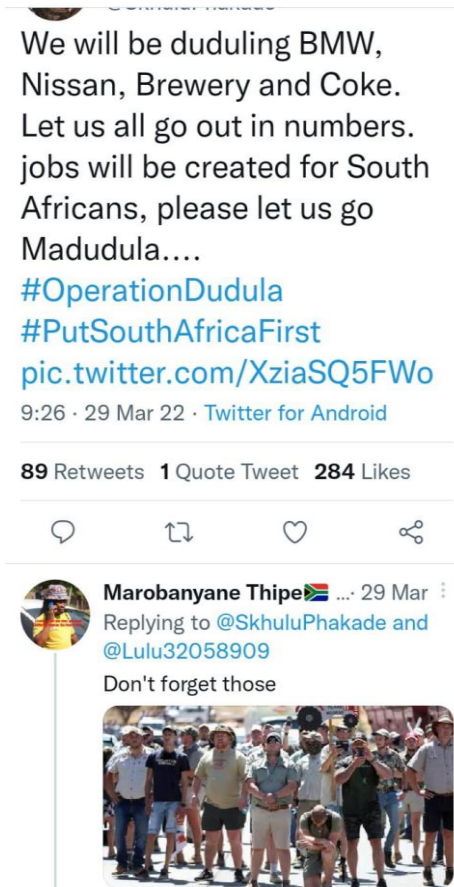 We will be duduling BMW,
Nissan, Brewery and Coke.
Let us all go out in numbers.
jobs will be created for South
Africans, please let us go
Madudula....
#OperationDudula
#PutSouthAfricaFirst
pic.twitter.com/XziaSQ5FWo
9:26 · 29 Mar 22 · Twitter for Android
89 Retweets 1 Quote Tweet 284 Likes
Marobanyane Thipe🇿🇦 ...· 29 Mar
Replying to @SkhuluPhakade and
@Lulu32058909
Don't forget those